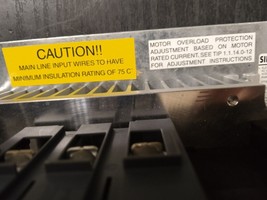 CAUTION!!
MAIN LINE INPUT WIRES TO HAVE
MINIMUM INSULATION RATING OF 75 C
MOTOR OVERLOAD PROTECTION
ADJUSTMENT BASED ON MOTOR
RATED CURRENT, SEE TIP 1.1.14.0-12
FOR ADJUSTMENT INSTRUCTIONS